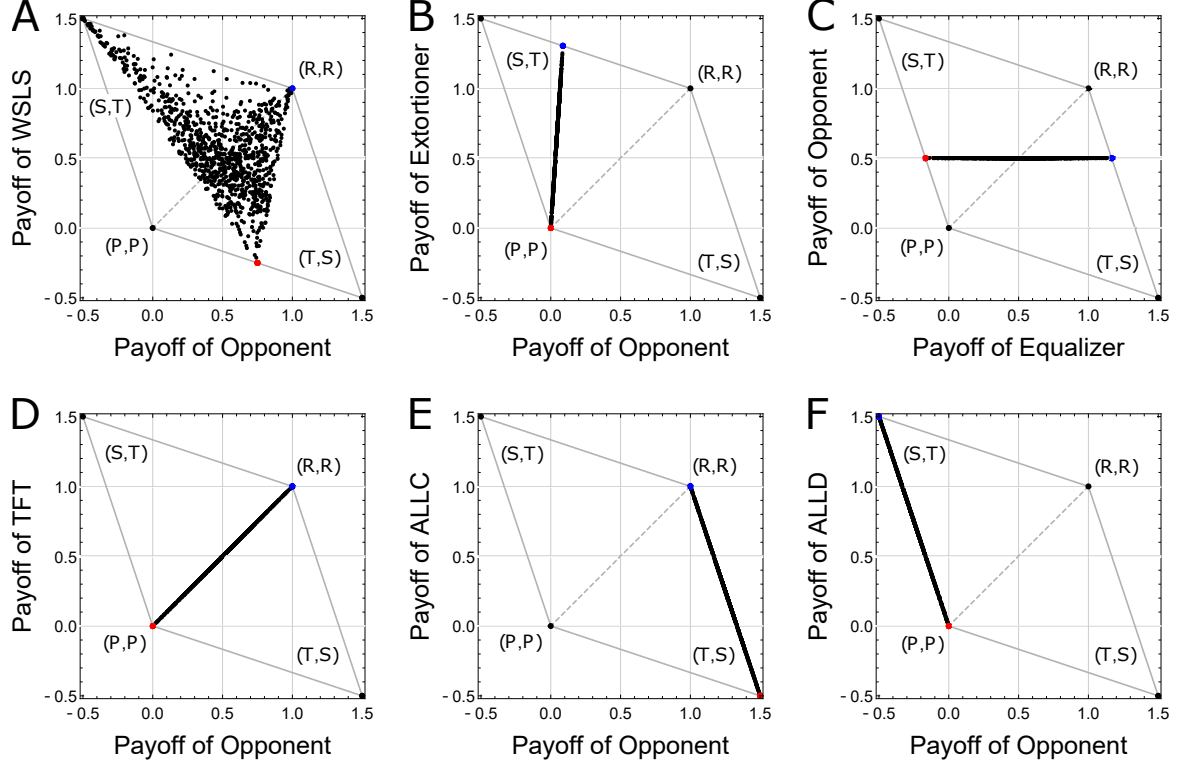 A
Payoff of WSLS
1.5
1.0
0.5
0.0
- 0.5
(S,T)
(R,R)
(P,P)
(T,S)
- 0.5 0.0 0.5 1.0 1.5
Payoff of Opponent
B
Payoff of Extortioner
1.5
1.0
0.5
0.0
- 0.5
(S,T)
(R,R)
(P,P)
(T,S)
- 0.5 0.0 0.5 1.0 1.5
Payoff of Opponent
C
Payoff of Opponent
1.5
1.0
0.5
0.0
- 0.5
(S,T)
(R,R)
(P,P)
(T,S)
- 0.5 0.0 0.5 1.0 1.5
Payoff of Equalizer
D
Payoff of TFT
1.5
1.0
0.5
0.0
- 0.5
(S,T)
(R,R)
(P,P)
(T,S)
- 0.5 0.0 0.5 1.0 1.5
Payoff of Opponent
E
Payoff of ALLC
1.5
1.0
0.5
0.0
- 0.5
(S,T)
(R,R)
(P,P)
(T,S)
- 0.5 0.0 0.5 1.0 1.5
Payoff of Opponent
F
Payoff of ALLD
1.5
1.0
0.5
0.0
- 0.5
(S,T)
(R,R)
(P,P)
(T,S)
- 0.5 0.0 0.5 1.0 1.5
Payoff of Opponent